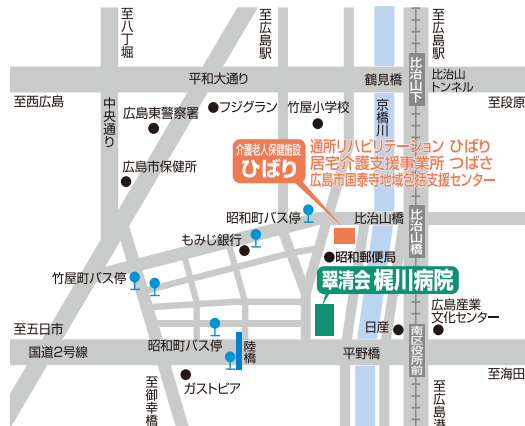 至八丁堀
至広島駅
至広島駅
平和大通り
鶴見橋
比治山下
比治山
トンネル
至西広島
至段原
中央通り
フジグラン
竹屋小学校
広島東警察署
京橋川
介護老人保健施設
ひばり
通所リハビリテーション ひばり
居宅介護支援事業所 つばさ
広島市国泰寺地域包括支援センター
広島市保健所
昭和町バス停
比治山橋
比治山橋
もみじ銀行
昭和郵便局
竹屋町バス停
翠清会 梶川病院
広島産業
文化センター
日産
至五日市
国道2号線
昭和町バス停
陸橋
平野橋
南区役所前
至海田
ガストピア
至御幸橋
至広島港